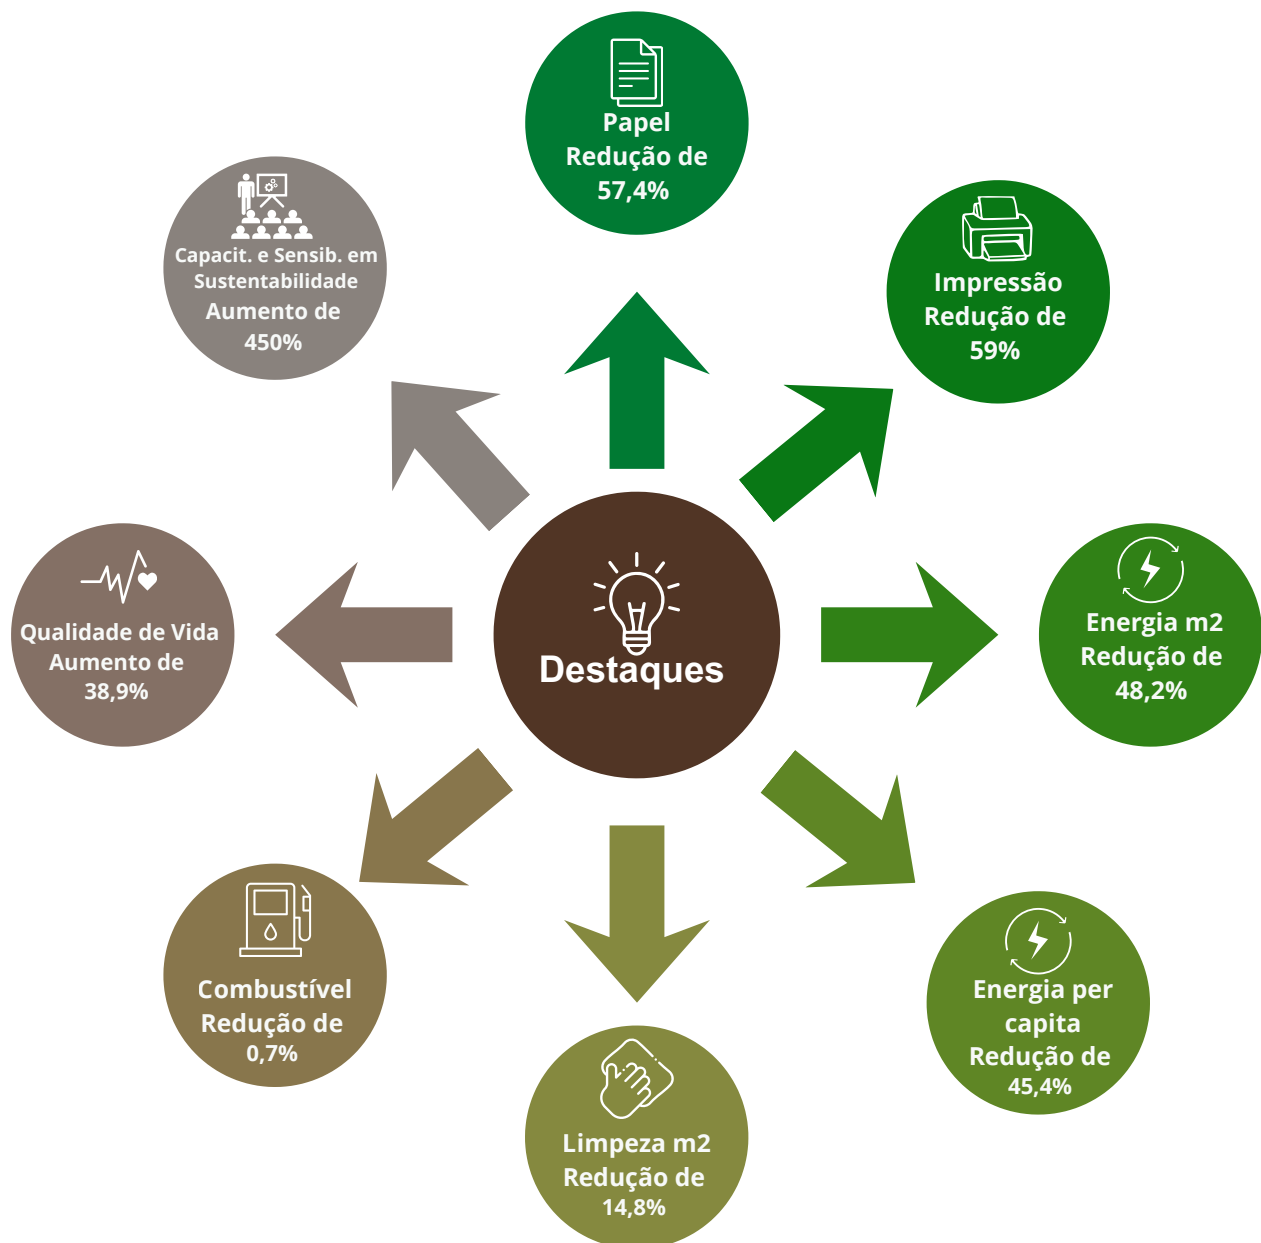 Papel
Redução de
57,4%
Impressão
Redução de
59%
Energia m2
Redução de
48,2%
Energia per
capita
Redução de
45,4%
Limpeza m2
Redução de
14,8%
Combustível
Redução de
0,7%
Qualidade de Vida
Aumento de
38,9%
Capacit. e Sensib. em
Sustentabilidade
Aumento de
450%
Destaques